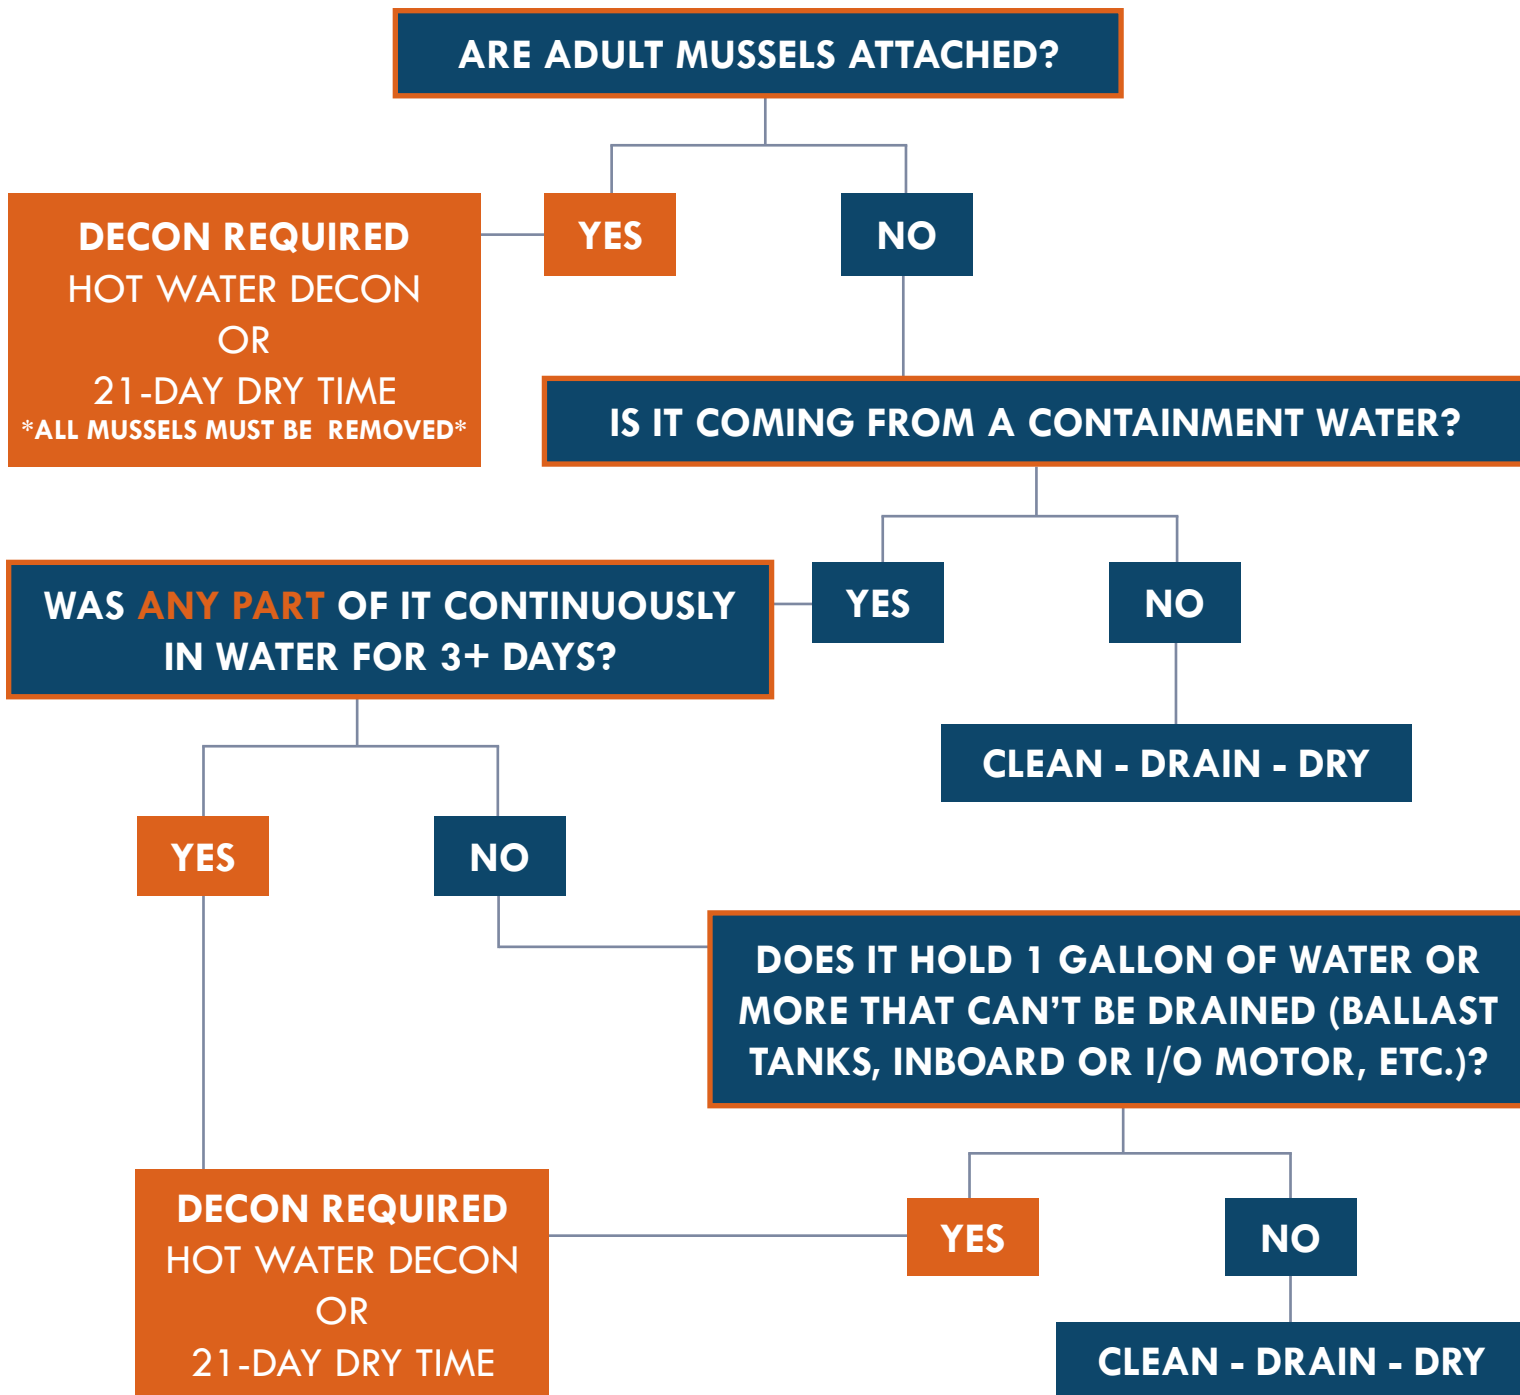 ARE ADULT MUSSELS ATTACHED?
YES
NO
DECON REQUIRED
HOT WATER DECON
OR
21-DAY DRY TIME
*ALL MUSSELS MUST BE REMOVED*
IS IT COMING FROM A CONTAINMENT WATER?
YES
NO
WAS ANY PART OF IT CONTINUOUSLY
IN WATER FOR 3+ DAYS?
CLEAN - DRAIN - DRY
YES
NO
DOES IT HOLD 1 GALLON OF WATER OR
MORE THAT CAN'T BE DRAINED (BALLAST
TANKS, INBOARD OR I/O MOTOR, ETC.)?
YES
NO
DECON REQUIRED
HOT WATER DECON
OR
21-DAY DRY TIME
CLEAN - DRAIN - DRY